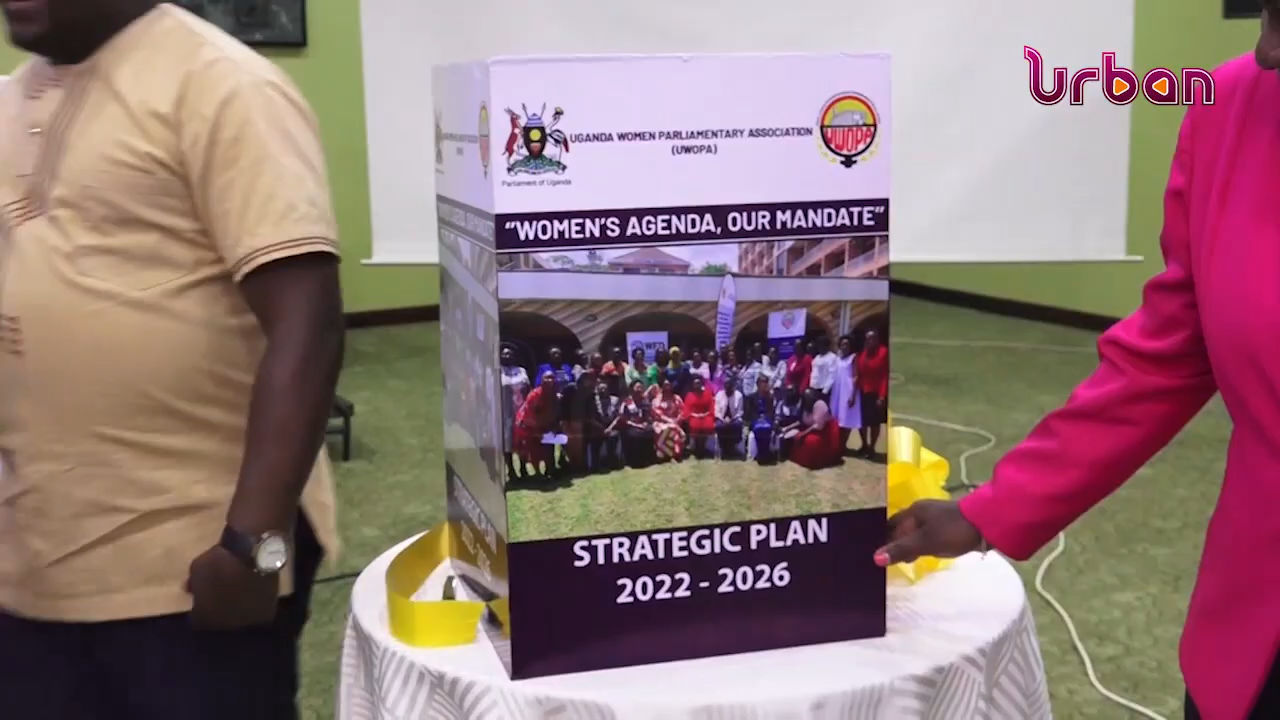 Urban
UGANDA WOMEN PARLIAMENTARY ASSOCIATION
(UWOPA)
UWOPA
Parliament of Uganda
"WOMEN'S AGENDA, OUR MANDATE"
STRATEGIC PLAN
2022 - 2026